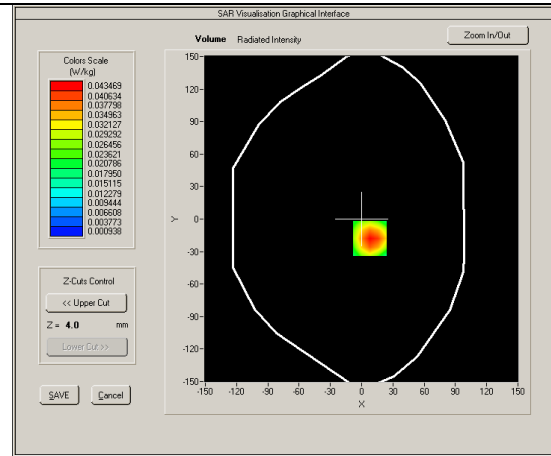 SAR Visualisation Graphical Interface
Volume Radiated Intensity
Zoom In/Out
Colors Scale
(W/kg)
0.043469
0.040634
0.037798
0.034963
0.032127
0.029292
0.026456
0.023621
0.020786
0.017950
0.015115
0.012279
0.009444
0.006608
0.003773
0.000938
Z-Cuts Control
<< Upper Cut
Z = 4.0 mm
Lower Cut >>
SAVE Cancel
150
120
90
60
30
0
-30
-60
-90
-120
-150
Y
-150 -120 -90 -60 -30 0 30 60 90 120 150
X